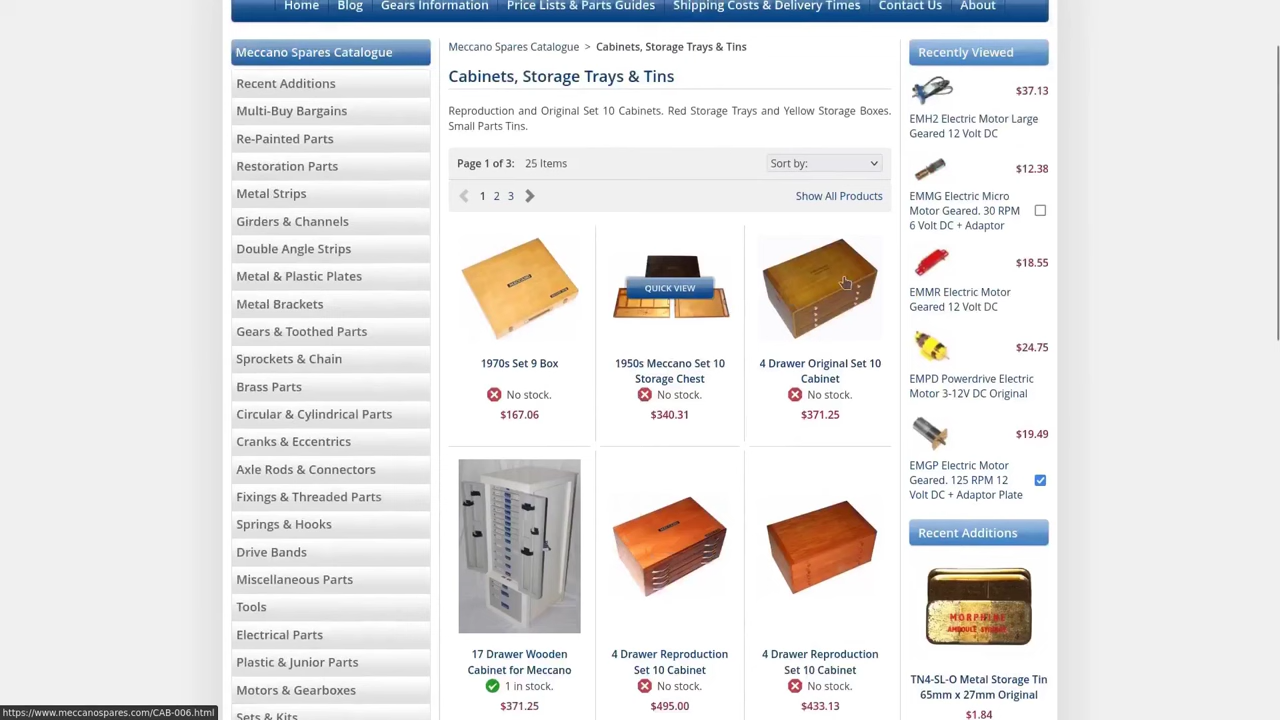 Home
Blog
Gears Information
Price Lists & Parts Guides
Shipping Costs & Delivery Times
Contact Us
About
Meccano Spares Catalogue
Recent Additions
Multi-Buy Bargains
Re-Painted Parts
Restoration Parts
Metal Strips
Girders & Channels
Double Angle Strips
Metal & Plastic Plates
Metal Brackets
Gears & Toothed Parts
Sprockets & Chain
Brass Parts
Circular & Cylindrical Parts
Cranks & Eccentrics
Axle Rods & Connectors
Fixings & Threaded Parts
Springs & Hooks
Drive Bands
Miscellaneous Parts
Tools
Electrical Parts
Plastic & Junior Parts
Motors & Gearboxes
Sets & Kits
Meccano Spares Catalogue > Cabinets, Storage Trays & Tins
Cabinets, Storage Trays & Tins
Reproduction and Original Set 10 Cabinets. Red Storage Trays and Yellow Storage Boxes.
Small Parts Tins.
Page 1 of 3: 25 Items
Sort by:
1 2 3
Show All Products
1970s Set 9 Box
No stock.
$167.06
QUICK VIEW
1950s Meccano Set 10
Storage Chest
No stock.
$340.31
4 Drawer Original Set 10
Cabinet
No stock.
$371.25
17 Drawer Wooden
Cabinet for Meccano
1 in stock.
$371.25
4 Drawer Reproduction
Set 10 Cabinet
No stock.
$495.00
4 Drawer Reproduction
Set 10 Cabinet
No stock.
$433.13
Recently Viewed
$37.13
EMH2 Electric Motor Large
Geared 12 Volt DC
$12.38
EMMG Electric Micro
Motor Geared. 30 RPM
6 Volt DC + Adaptor
$18.55
EMMR Electric Motor
Geared 12 Volt DC
$24.75
EMPD Powerdrive Electric
Motor 3-12V DC Original
$19.49
EMGP Electric Motor
Geared. 125 RPM 12
Volt DC + Adaptor Plate
Recent Additions
MORPHINE
AMPOULE
TN4-SL-O Metal Storage Tin
65mm x 27mm Original
$1.84
https://www.meccanospares.com/CAB-006.html